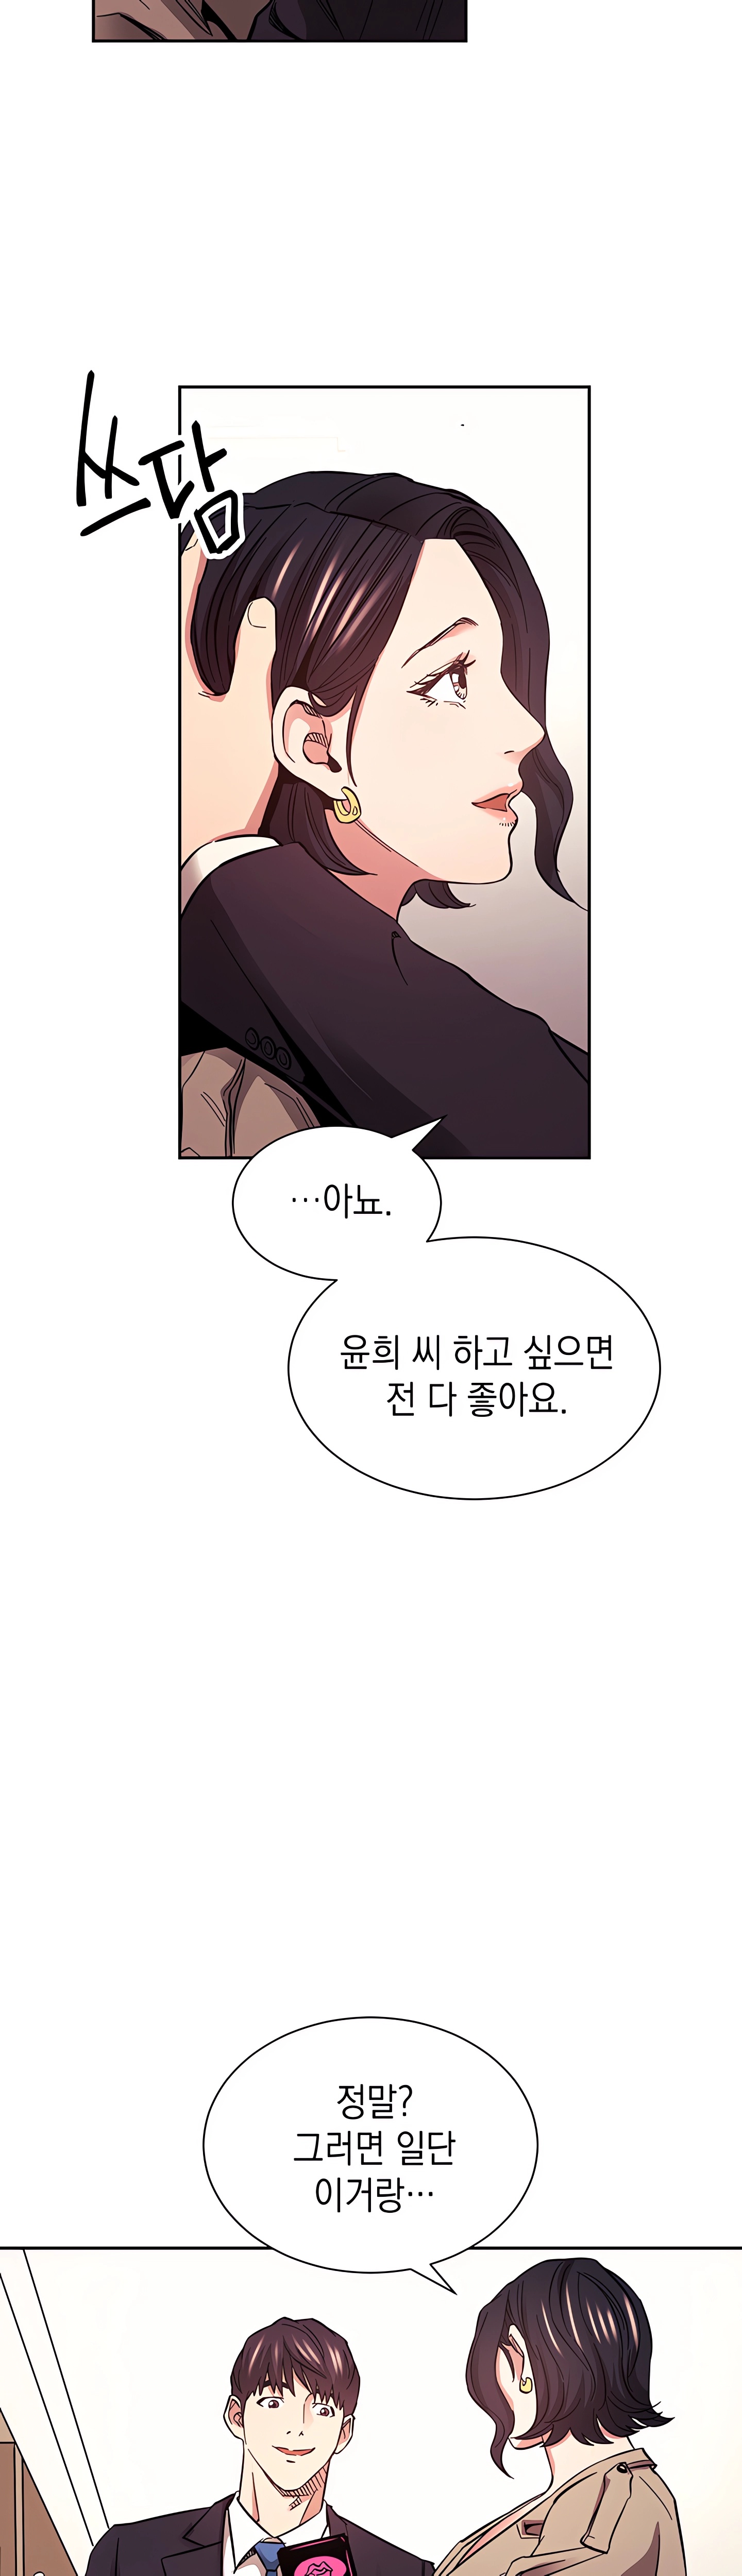 쓰담
…아뇨.
윤희 씨 하고 싶으면
전 다 좋아요.
정말?
그러면 일단
이거랑…